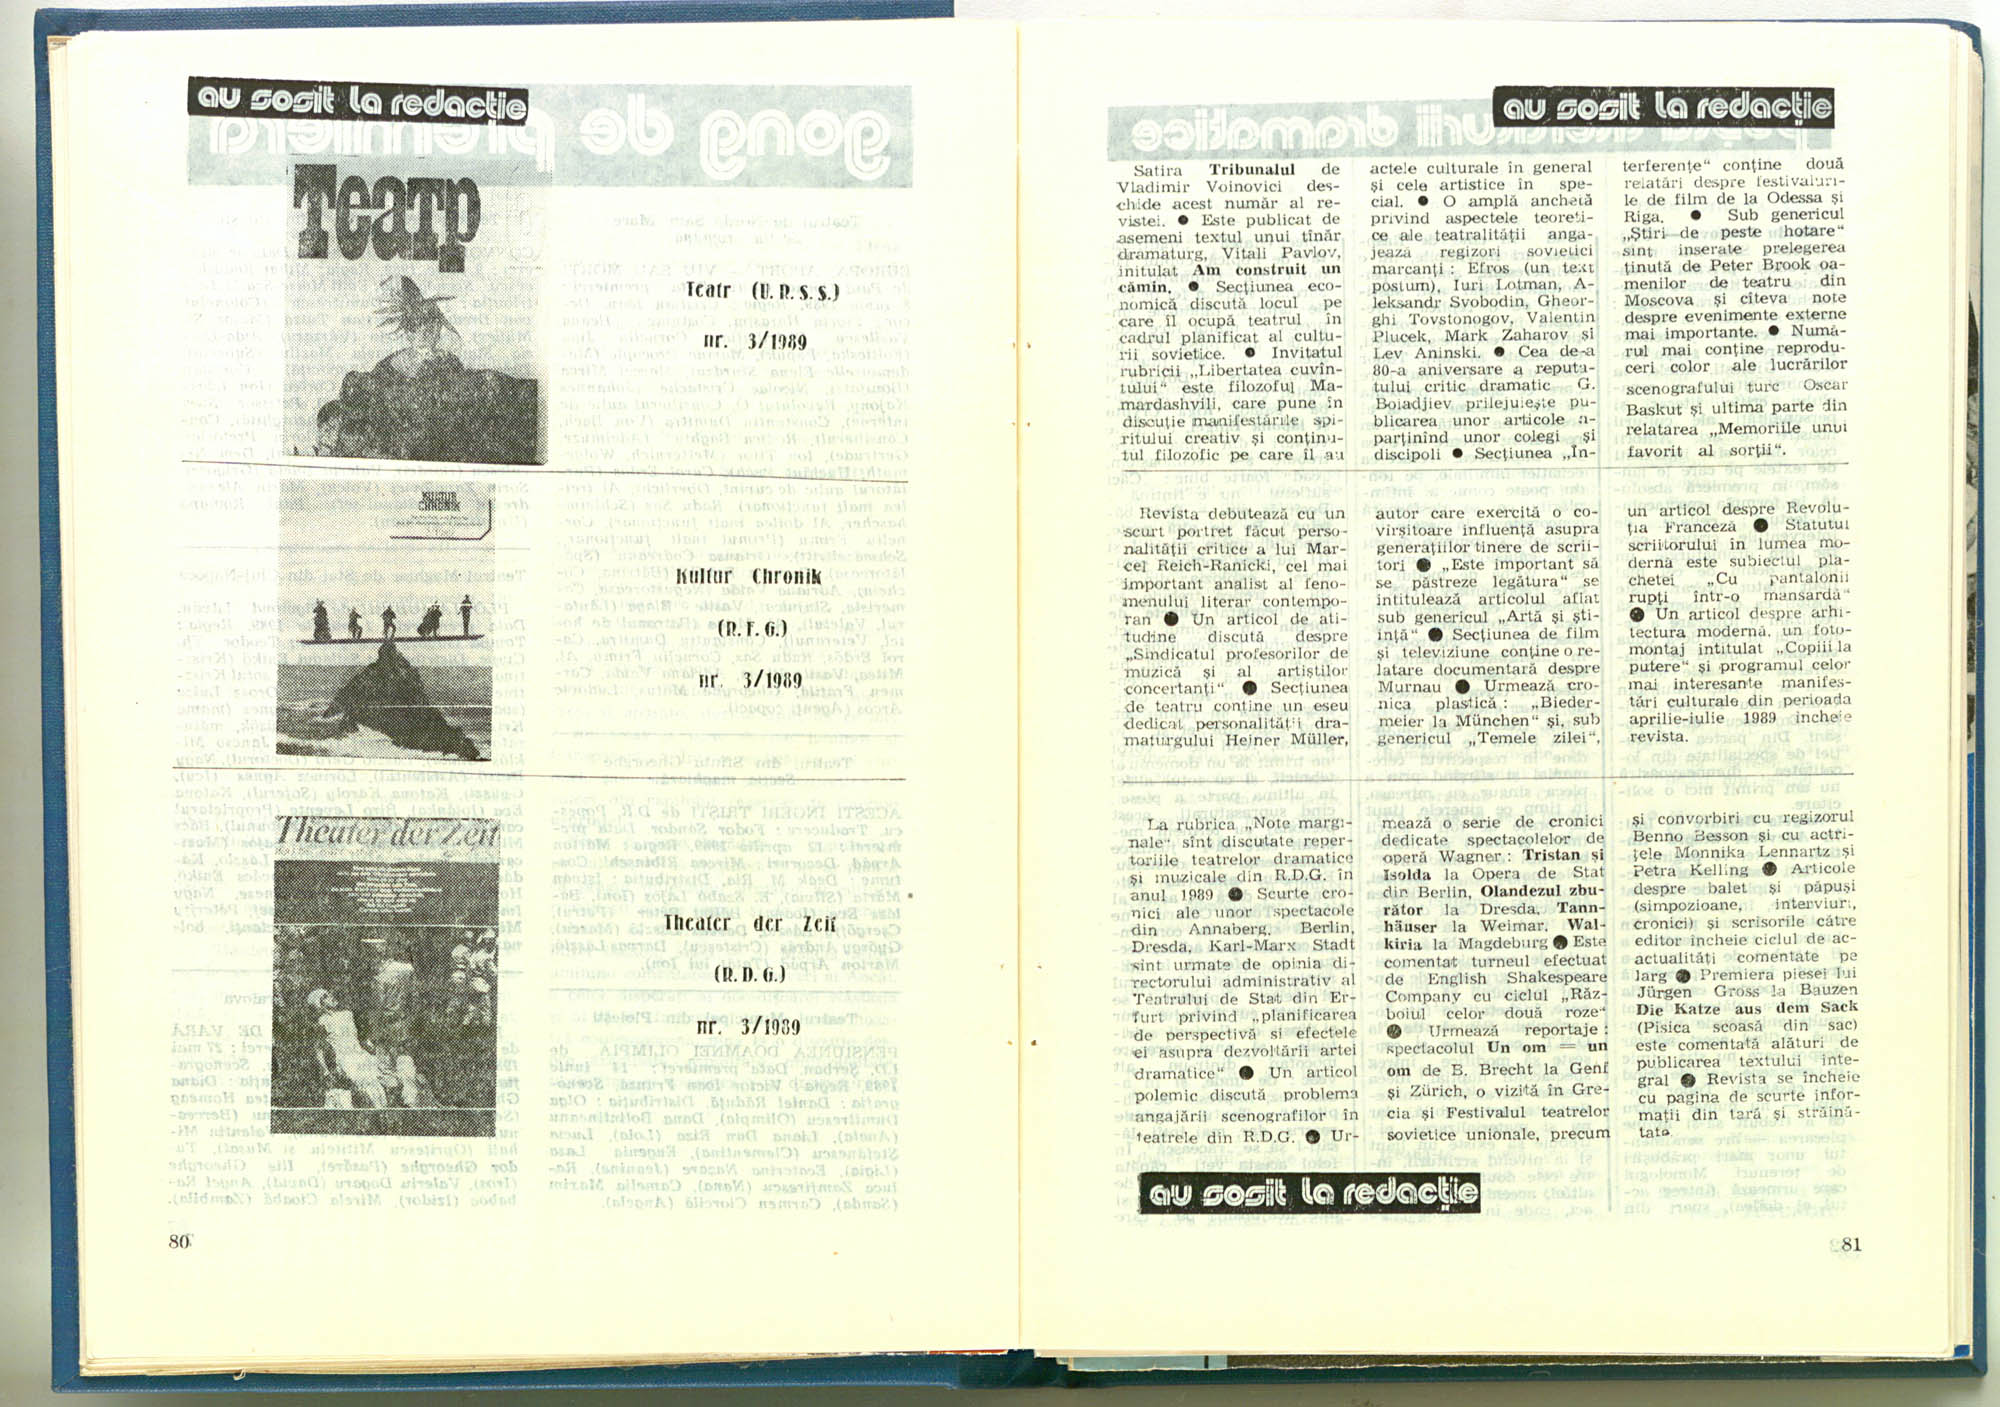 au sosit la redacție
Театр
Teatr (U.R.S.S.)
nr. 3/1989
KULTUR
CHRONIK
Kultur Chronik
(R.F.G.)
nr. 3/1989
Theater der Zeit
Theater der Zeit
(R.D.G.)
nr. 3/1989
80
au sosit la redacție
Satira Tribunalul de
Vladimir Voinovici des-
chide acest număr al re-
vistei. ● Este publicat de
asemeni textul unui tînăr
dramaturg, Vitali Pavlov,
initulat Am construit un
cămin. ● Secțiunea eco-
nomică discută locul pe
care îl ocupă teatrul în
cadrul planificat al cultu-
rii sovietice. ● Invitatul
rubricii „Libertatea cuvîn-
tului“ este filozoful Ma-
mardashvili, care pune în
discuție manifestările spi-
ritului creativ și conținu-
tul filozofic pe care îl au
actele culturale în general
și cele artistice în spe-
cial. ● O amplă anchetă
privind aspectele teoreti-
ce ale teatralității anga-
jează regizori sovietici
marcanți : Efros (un text
postum), Iuri Lotman, A-
leksandr Svobodin, Gheor-
ghi Tovstonogov, Valentin
Plucek, Mark Zaharov și
Lev Aninski. ● Cea de-a
80-a aniversare a reputa-
tului critic dramatic G.
Boiadjiev prilejuiește pu-
blicarea unor articole a-
parținînd unor colegi și
discipoli ● Secțiunea „In-
terferențe“ conține două
relatări despre festivaluri-
le de film de la Odessa și
Riga. ● Sub genericul
„Știri de peste hotare“
sînt inserate prelegerea
ținută de Peter Brook oa-
menilor de teatru din
Moscova și cîteva note
despre evenimente externe
mai importante. ● Numă-
rul mai conține reprodu-
ceri color ale lucrărilor
scenografului turc Oscar
Baskut și ultima parte din
relatarea „Memoriile unui
favorit al sorții“.
Revista debutează cu un
scurt portret făcut perso-
nalității critice a lui Mar-
cel Reich-Ranicki, cel mai
important analist al feno-
menului literar contempo-
ran ● Un articol de ati-
tudine discută despre
„Sindicatul profesorilor de
muzică și al artiștilor
concertanți“ ● Secțiunea
de teatru conține un eseu
dedicat personalității dra-
maturgului Heiner Müller,
autor care exercită o co-
vîrșitoare influență asupra
generațiilor tinere de scrii-
tori ● „Este important să
se păstreze legătura“ se
intitulează articolul aflat
sub genericul „Artă și ști-
ință“ ● Secțiunea de film
și televiziune conține o re-
latare documentară despre
Murnau ● Urmează cro-
nica plastică : „Bieder-
meier la München“ și, sub
genericul „Temele zilei“,
un articol despre Revolu-
ția Franceză ● Statutul
scriitorului în lumea mo-
dernă este subiectul pla-
chetei „Cu pantalonii
rupți într-o mansardă“
● Un articol despre arhi-
tectura modernă, un foto-
montaj intitulat „Copiii la
putere“ și programul celor
mai interesante manifes-
tări culturale din perioada
aprilie-iulie 1989 încheie
revista.
La rubrica „Note margi-
nale“ sînt discutate reper-
toriile teatrelor dramatice
și muzicale din R.D.G. în
anul 1989 ● Scurte cro-
nici ale unor spectacole
din Annaberg, Berlin,
Dresda, Karl-Marx Stadt
sînt urmate de opinia di-
rectorului administrativ al
Teatrului de Stat din Er-
furt privind „planificarea
de perspectivă si efectele
ei asupra dezvoltării artei
dramatice“ ● Un articol
polemic discută problema
angajării scenografilor în
teatrele din R.D.G. ● Ur-
mează o serie de cronici
dedicate spectacolelor de
operă Wagner : Tristan și
Isolda la Opera de Stat
din Berlin, Olandezul zbu-
rător la Dresda, Tann-
häuser la Weimar, Wal-
kiria la Magdeburg ● Este
comentat turneul efectuat
de English Shakespeare
Company cu ciclul „Răz-
boiul celor două roze“
● Urmează reportaje :
spectacolul Un om = un
om de B. Brecht la Genf
și Zürich, o vizită în Gre-
cia și Festivalul teatrelor
sovietice unionale, precum
și convorbiri cu regizorul
Benno Besson și cu actri-
țele Monnika Lennartz și
Petra Kelling ● Articole
despre balet și păpuși
(simpozioane, interviuri,
cronici) și scrisorile către
editor încheie ciclul de ac-
actualități comentate pe
larg ● Premiera piesei lui
Jürgen Gross la Bauzen
Die Katze aus dem Sack
(Pisica scoasă din sac)
este comentată alături de
publicarea textului inte-
gral ● Revista se încheie
cu pagina de scurte infor-
mații din țară și străină-
tate
au sosit la redacție
81